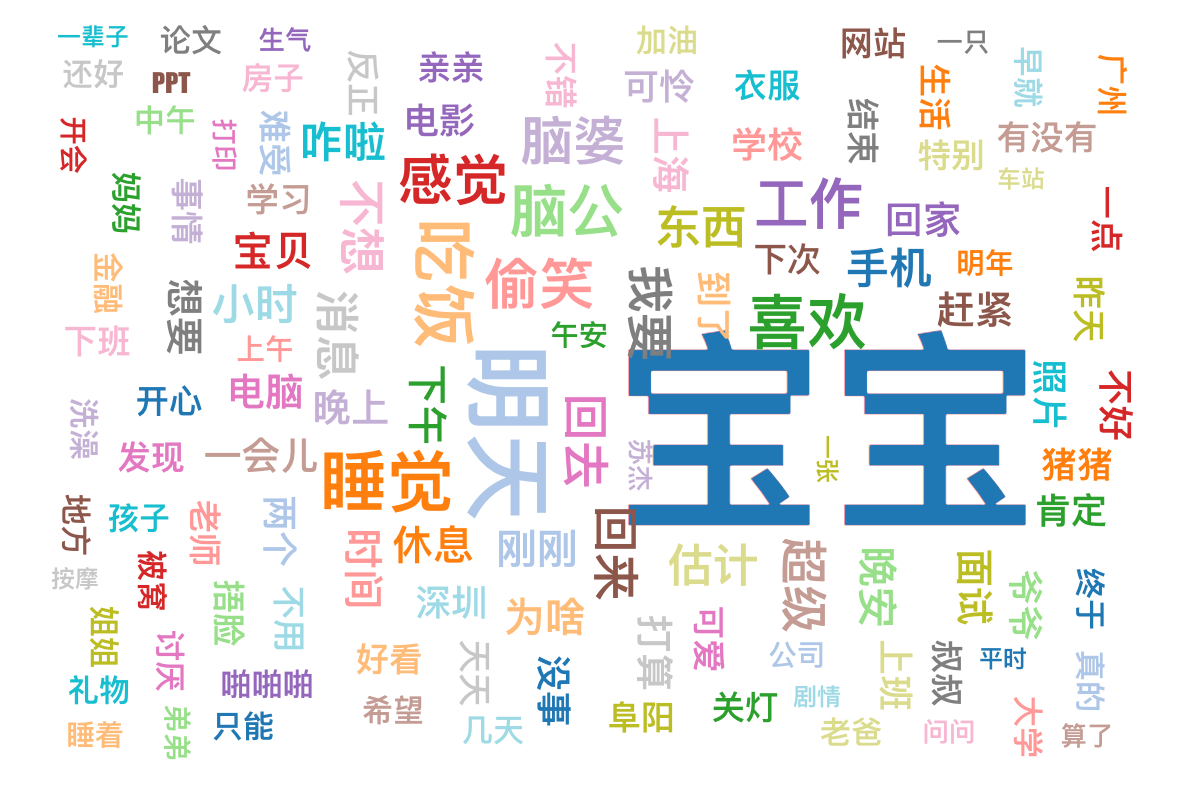 一辈子
论文
生气
还好
PPT
房子
反正
亲亲
不错
加油
可怜
衣服
网站
一只
生活
早就
广州
开会
中午
打印
难受
咋啦
电影
脑婆
上海
学校
结束
特别
有没有
车站
妈妈
事情
学习
不想
感觉
脑公
东西
工作
回家
一点
宝贝
吃饭
偷笑
我要
到了
下次
手机
明年
昨天
金融
想要
小时
消息
午安
喜欢
赶紧
下班
上午
明天
宝宝
照片
不好
洗澡
开心
电脑
晚上
下午
回去
苏杰
一张
发现
一会儿
睡觉
猪猪
地方
孩子
老师
两个
时间
休息
刚刚
回来
估计
超级
晚安
面试
肯定
按摩
被窝
捂脸
不用
深圳
为啥
爷爷
终于
姐姐
讨厌
好看
天天
没事
打算
可爱
公司
上班
叔叔
平时
真的
礼物
啪啪啪
希望
几天
阜阳
关灯
剧情
老爸
问问
大学
算了
睡着
弟弟
只能